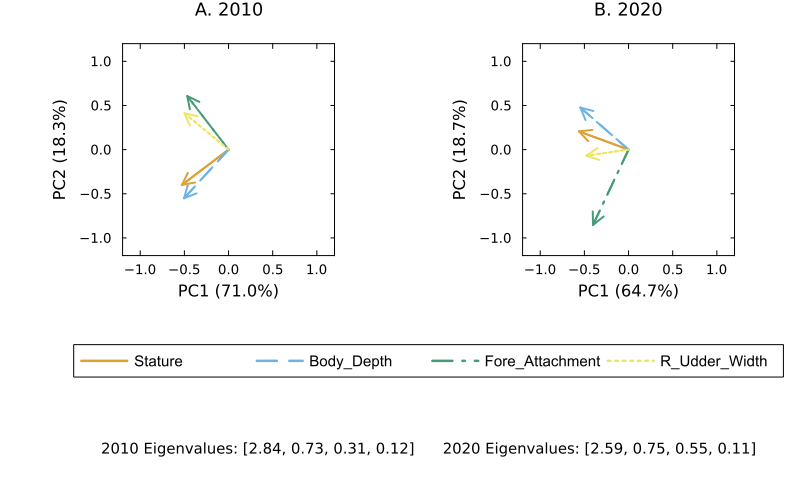 A. 2010
B. 2020
1.0
0.5
0.0
−0.5
−1.0
PC2 (18.3%)
−1.0 −0.5 0.0 0.5 1.0
PC1 (71.0%)
1.0
0.5
0.0
−0.5
−1.0
PC2 (18.7%)
−1.0 −0.5 0.0 0.5 1.0
PC1 (64.7%)
Stature Body_Depth Fore_Attachment R_Udder_Width
2010 Eigenvalues: [2.84, 0.73, 0.31, 0.12]
2020 Eigenvalues: [2.59, 0.75, 0.55, 0.11]